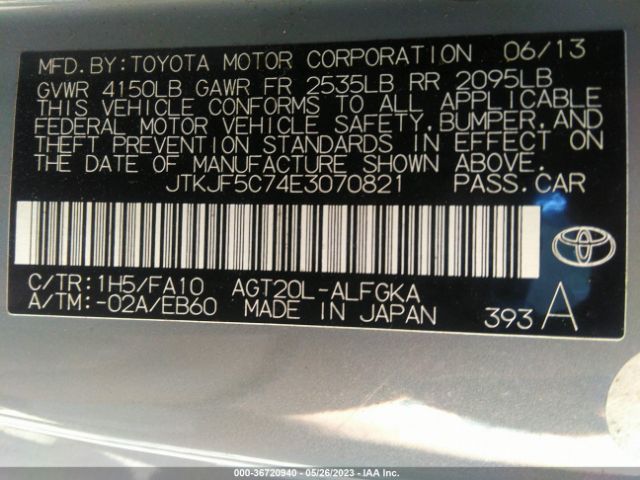 MFD.BY:TOYOTA MOTOR CORPORATION 06/13
GVWR 4150LB GAWR FR 2535LB RR 2095LB
THIS VEHICLE CONFORMS TO ALL APPLICABLE
FEDERAL MOTOR VEHICLE SAFETY,BUMPER,AND
THEFT PREVENTION STANDARDS IN EFFECT ON
THE DATE OF MANUFACTURE SHOWN ABOVE.
JTKJF5C74E3070821 PASS.CAR
C/TR:1H5/FA10 AGT20L-ALFGKA
A/TM:-02A/EB60 MADE IN JAPAN 393 A
000-36720940 - 05/26/2023 - IAA Inc.